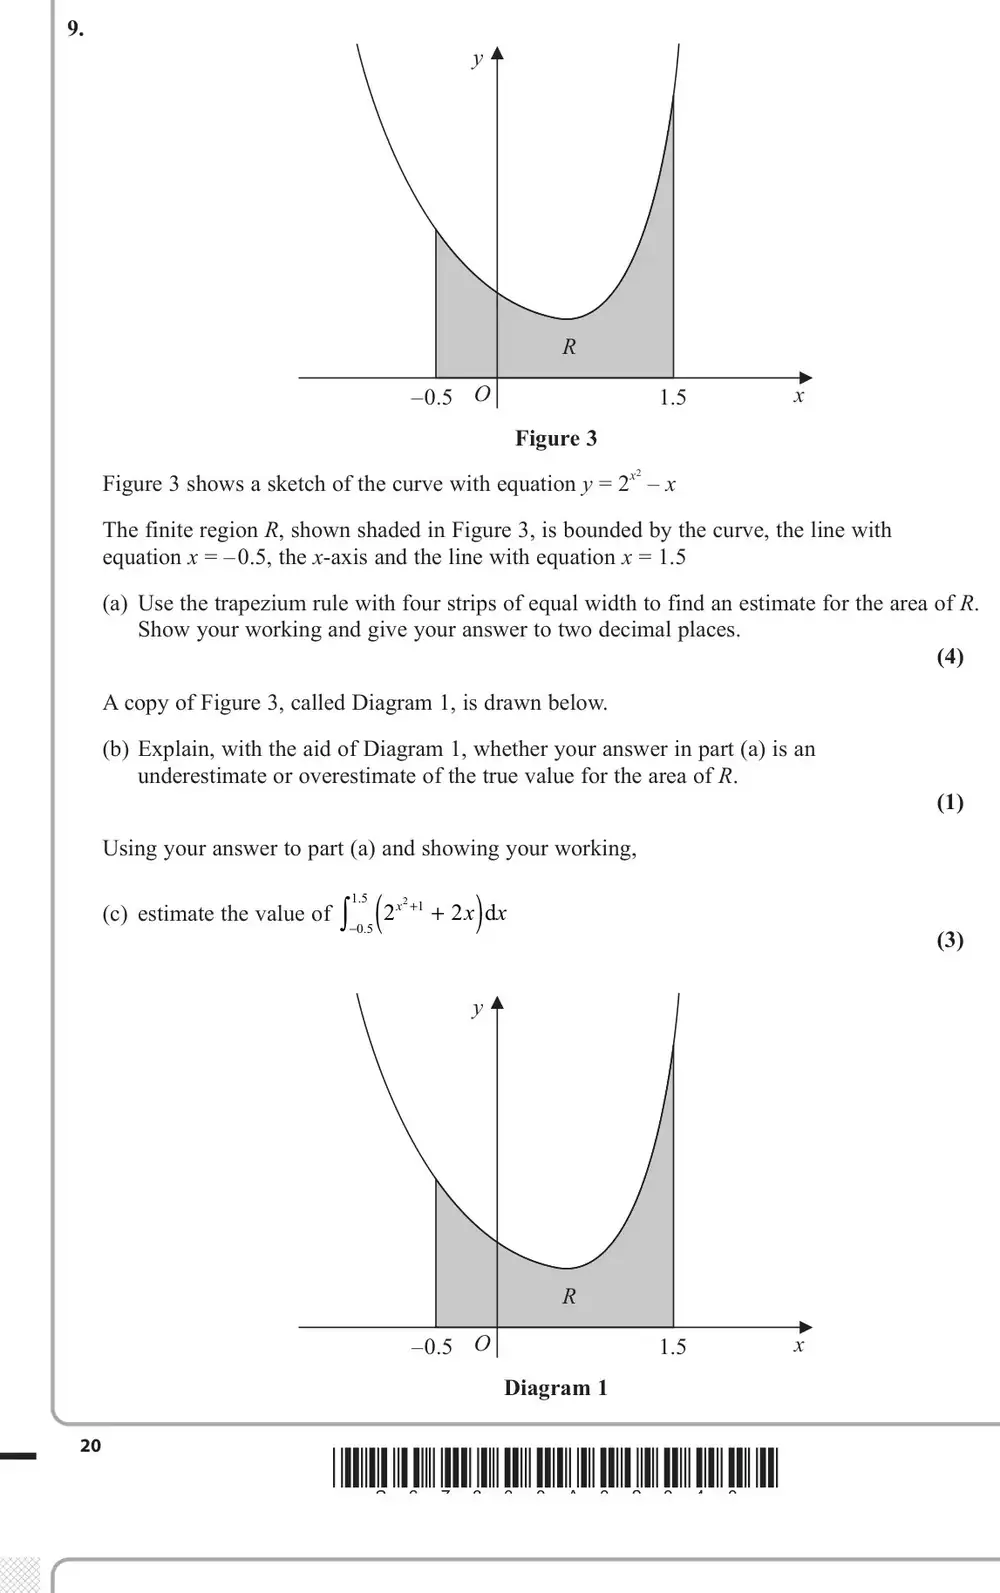 9.
y
R
–0.5 O 1.5 x
Figure 3
Figure 3 shows a sketch of the curve with equation y = 2^{x^2} – x
The finite region R, shown shaded in Figure 3, is bounded by the curve, the line with
equation x = –0.5, the x-axis and the line with equation x = 1.5
(a) Use the trapezium rule with four strips of equal width to find an estimate for the area of R.
Show your working and give your answer to two decimal places.
(4)
A copy of Figure 3, called Diagram 1, is drawn below.
(b) Explain, with the aid of Diagram 1, whether your answer in part (a) is an
underestimate or overestimate of the true value for the area of R.
(1)
Using your answer to part (a) and showing your working,
(c) estimate the value of ∫_{–0.5}^{1.5} (2^{x^2+1} + 2x)dx
(3)
y
R
–0.5 O 1.5 x
Diagram 1
20